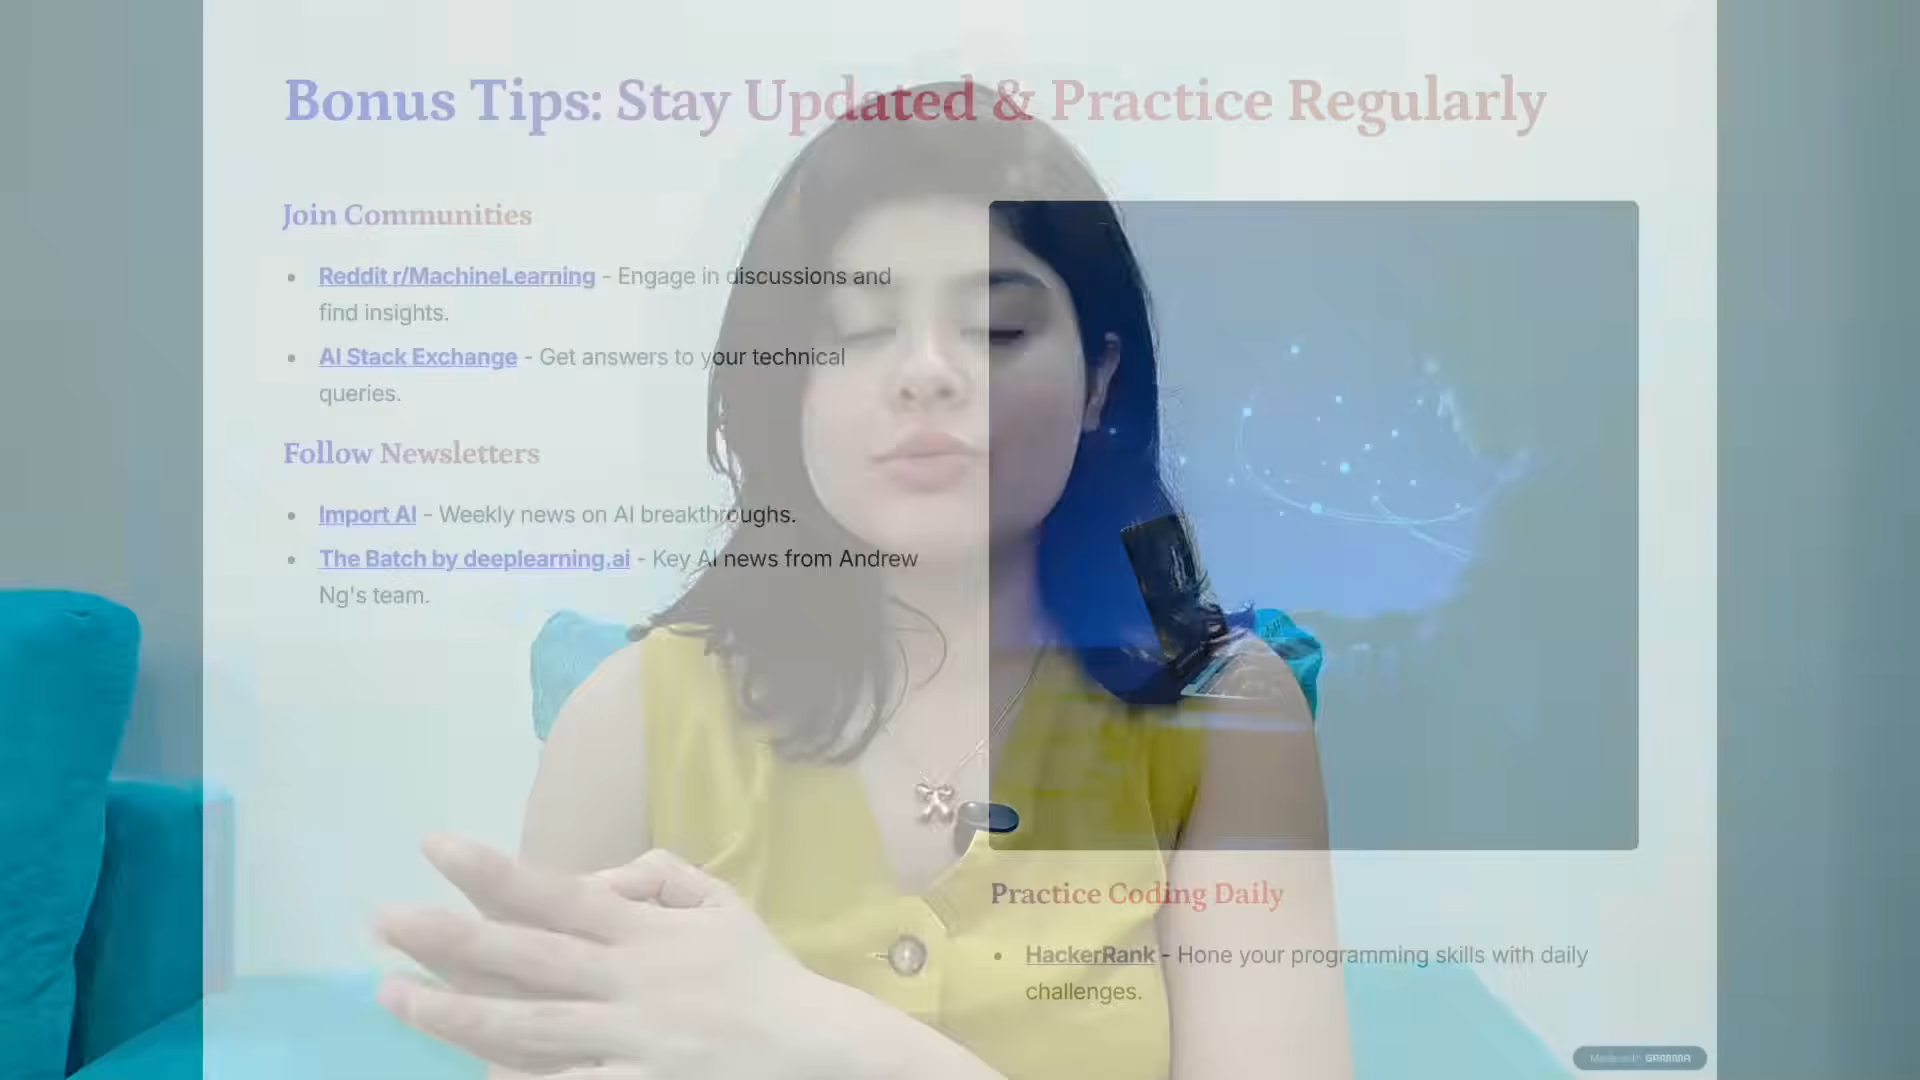 Bonus Tips: Stay Updated & Practice Regularly
Join Communities
• Reddit r/MachineLearning - Engage in discussions and
find insights.
• AI Stack Exchange - Get answers to your technical
queries.
Follow Newsletters
• Import AI - Weekly news on AI breakthroughs.
• The Batch by deeplearning.ai - Key AI news from Andrew
Ng's team.
Practice Coding Daily
• HackerRank - Hone your programming skills with daily
challenges.
Made with GAMMA